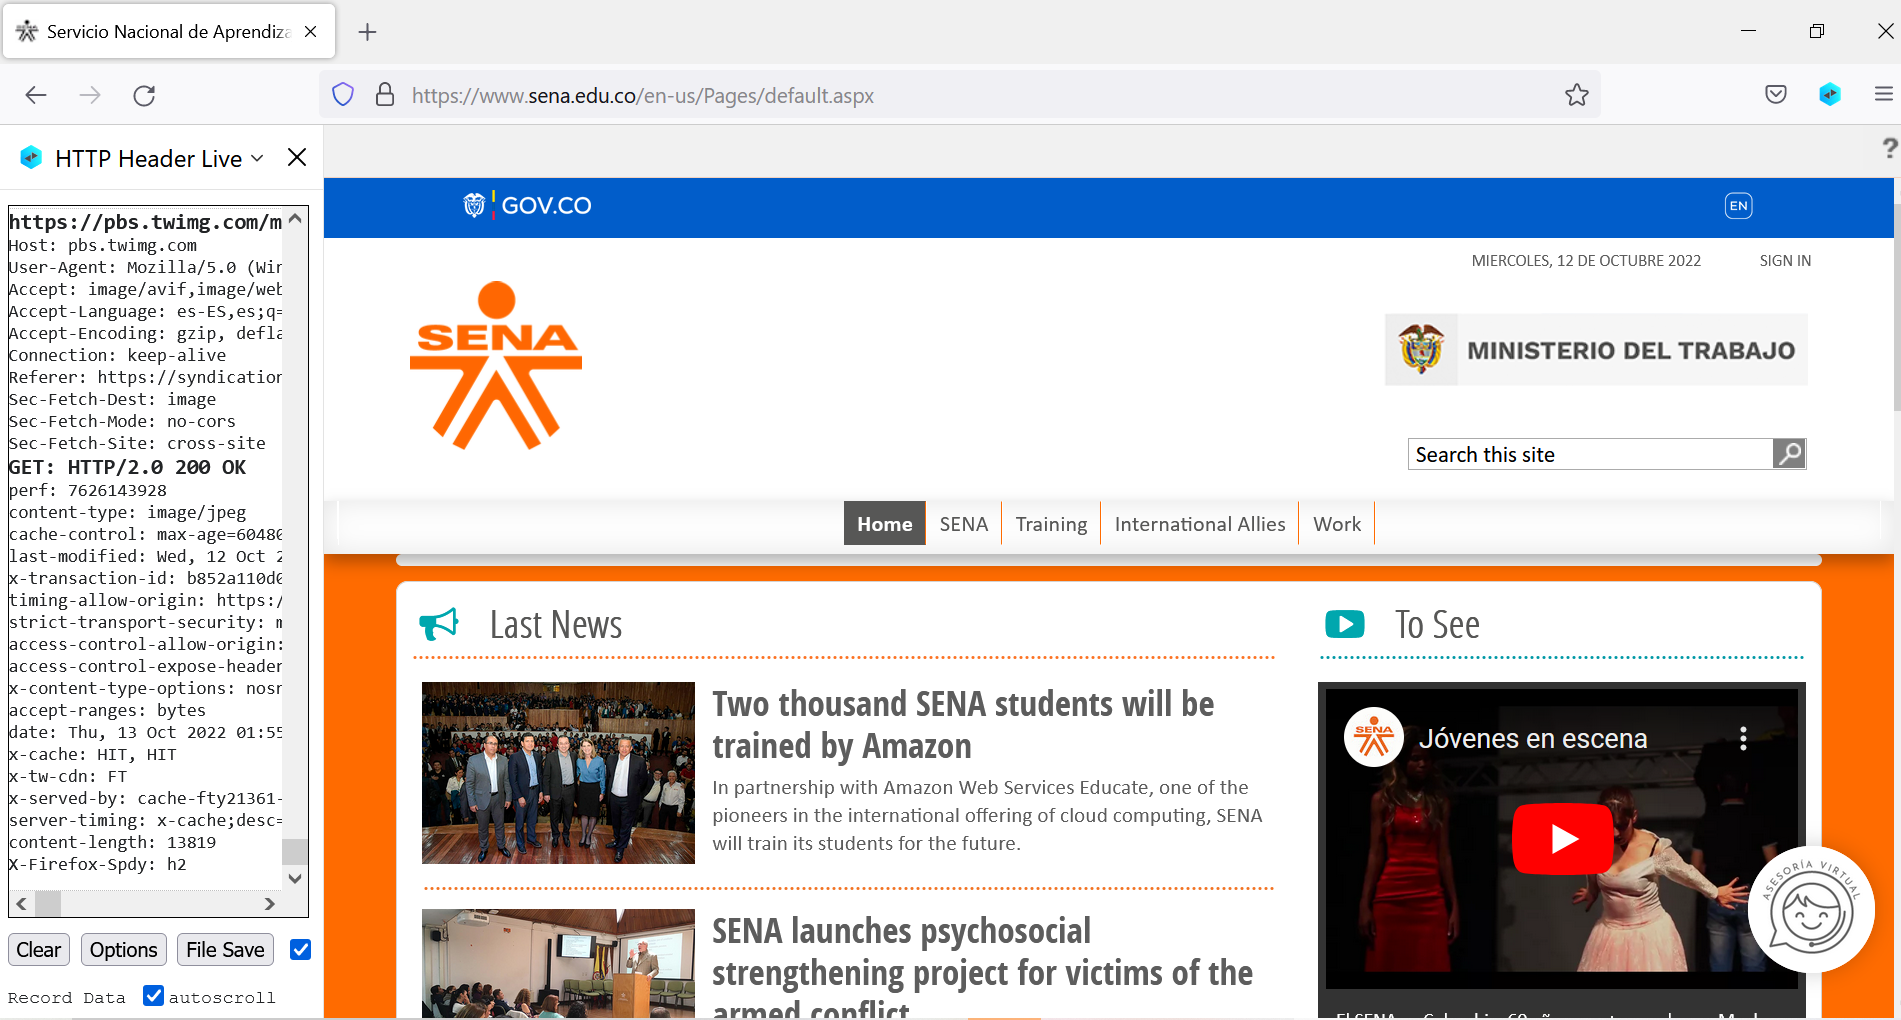 Servicio Nacional de Aprendiza
https://www.sena.edu.co/en-us/Pages/default.aspx
HTTP Header Live
https://pbs.twimg.com/m
Host: pbs.twimg.com
User-Agent: Mozilla/5.0 (Win
Accept: image/avif,image/web
Accept-Language: es-ES,es;q=
Accept-Encoding: gzip, defla
Connection: keep-alive
Referer: https://syndication
Sec-Fetch-Dest: image
Sec-Fetch-Mode: no-cors
Sec-Fetch-Site: cross-site
GET: HTTP/2.0 200 OK
perf: 7626143928
content-type: image/jpeg
cache-control: max-age=60480
last-modified: Wed, 12 Oct 2
x-transaction-id: b852a110d0
timing-allow-origin: https:/
strict-transport-security: m
access-control-allow-origin:
access-control-expose-header
x-content-type-options: nosn
accept-ranges: bytes
date: Thu, 13 Oct 2022 01:55
x-cache: HIT, HIT
x-tw-cdn: FT
x-served-by: cache-fty21361-
server-timing: x-cache;desc=
content-length: 13819
X-Firefox-Spdy: h2
Clear Options File Save
Record Data autoscroll
?
GOV.CO
EN
MIERCOLES, 12 DE OCTUBRE 2022 SIGN IN
SENA
MINISTERIO DEL TRABAJO
Search this site
Home SENA Training International Allies Work
Last News
Two thousand SENA students will be
trained by Amazon
In partnership with Amazon Web Services Educate, one of the
pioneers in the international offering of cloud computing, SENA
will train its students for the future.
SENA launches psychosocial
strengthening project for victims of the
armed conflict
To See
SENA
Jóvenes en escena
ASESORÍA VIRTUAL